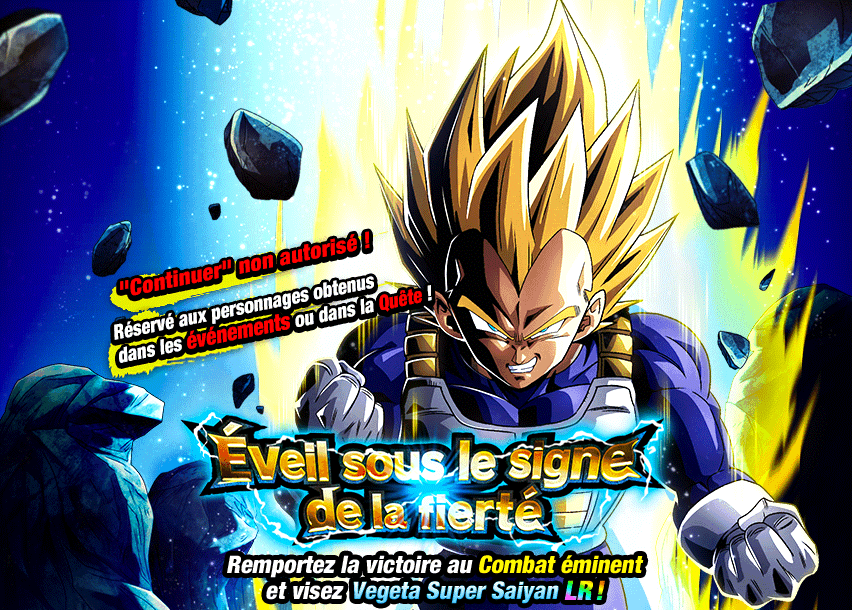 "Continuer" non autorisé !
Réservé aux personnages obtenus
dans les événements ou dans la Quête !
Éveil sous le signe
de la fierté
Remportez la victoire au Combat éminent
et visez Vegeta Super Saiyan LR !